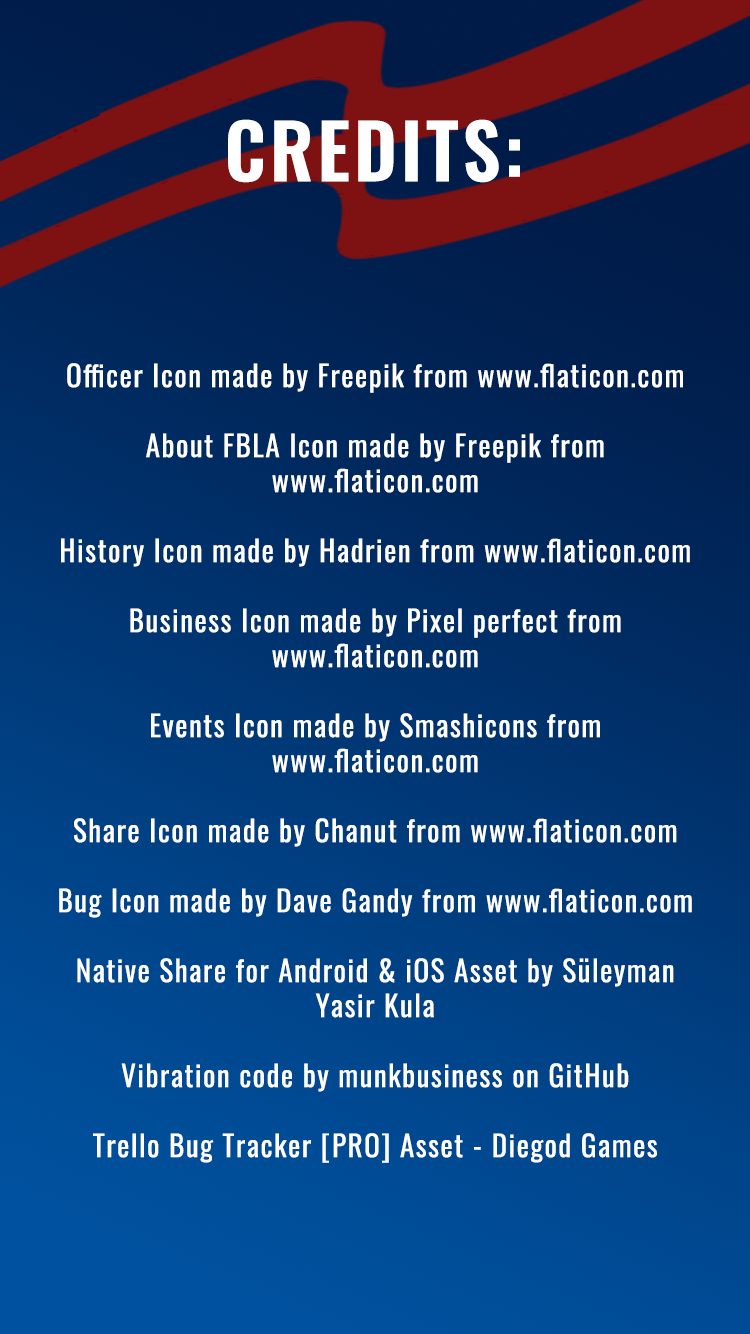 CREDITS:
Officer Icon made by Freepik from www.flaticon.com
About FBLA Icon made by Freepik from
www.flaticon.com
History Icon made by Hadrien from www.flaticon.com
Business Icon made by Pixel perfect from
www.flaticon.com
Events Icon made by Smashicons from
www.flaticon.com
Share Icon made by Chanut from www.flaticon.com
Bug Icon made by Dave Gandy from www.flaticon.com
Native Share for Android & iOS Asset by Süleyman
Yasir Kula
Vibration code by munkbusiness on GitHub
Trello Bug Tracker [PRO] Asset - Diegod Games